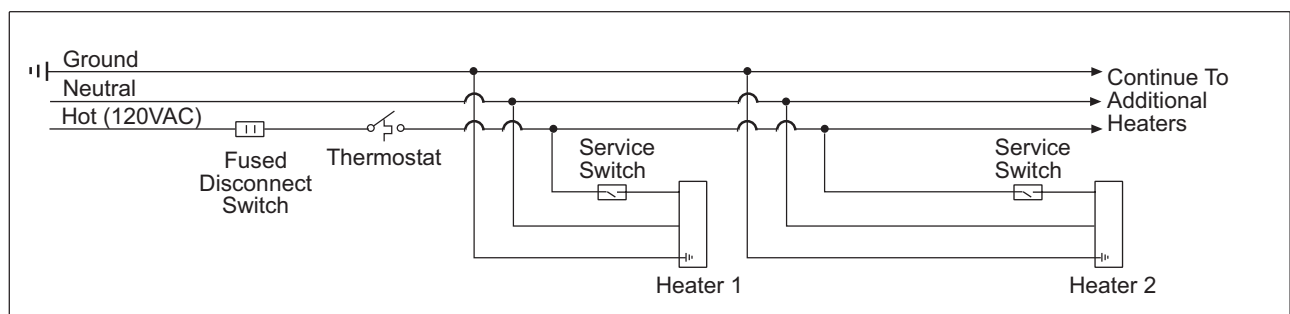 Ground
Neutral
Hot (120VAC)
Fused
Disconnect
Switch
Thermostat
Service
Switch
Heater 1
Service
Switch
Heater 2
Continue To
Additional
Heaters